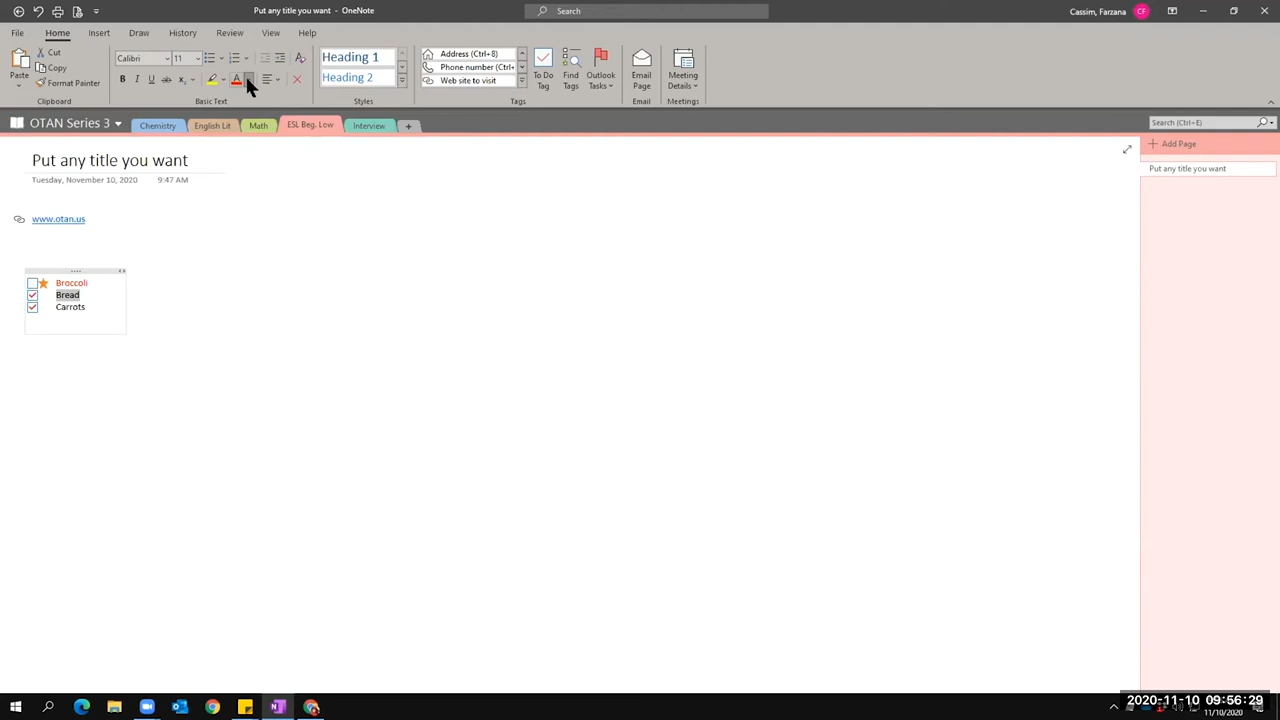 Put any title you want - OneNote
Search
Cassim, Farzana
CF
File
Home
Insert
Draw
History
Review
View
Help
Paste
Cut
Copy
Format Painter
Clipboard
Calibri
11
B I U ab x
A
Basic Text
Heading 1
Heading 2
Styles
Address (Ctrl+8)
Phone number (Ctrl+
Web site to visit
Tags
To Do
Tag
Find
Tags
Outlook
Tasks
Email
Page
Email
Meeting
Details
Meetings
OTAN Series 3
Chemistry
English Lit
Math
ESL Beg. Low
Interview
Search (Ctrl+E)
Put any title you want
Tuesday, November 10, 2020 9:47 AM
www.otan.us
Broccoli
Bread
Carrots
Add Page
Put any title you want
2020-11-10 09:56:29
11/10/2020